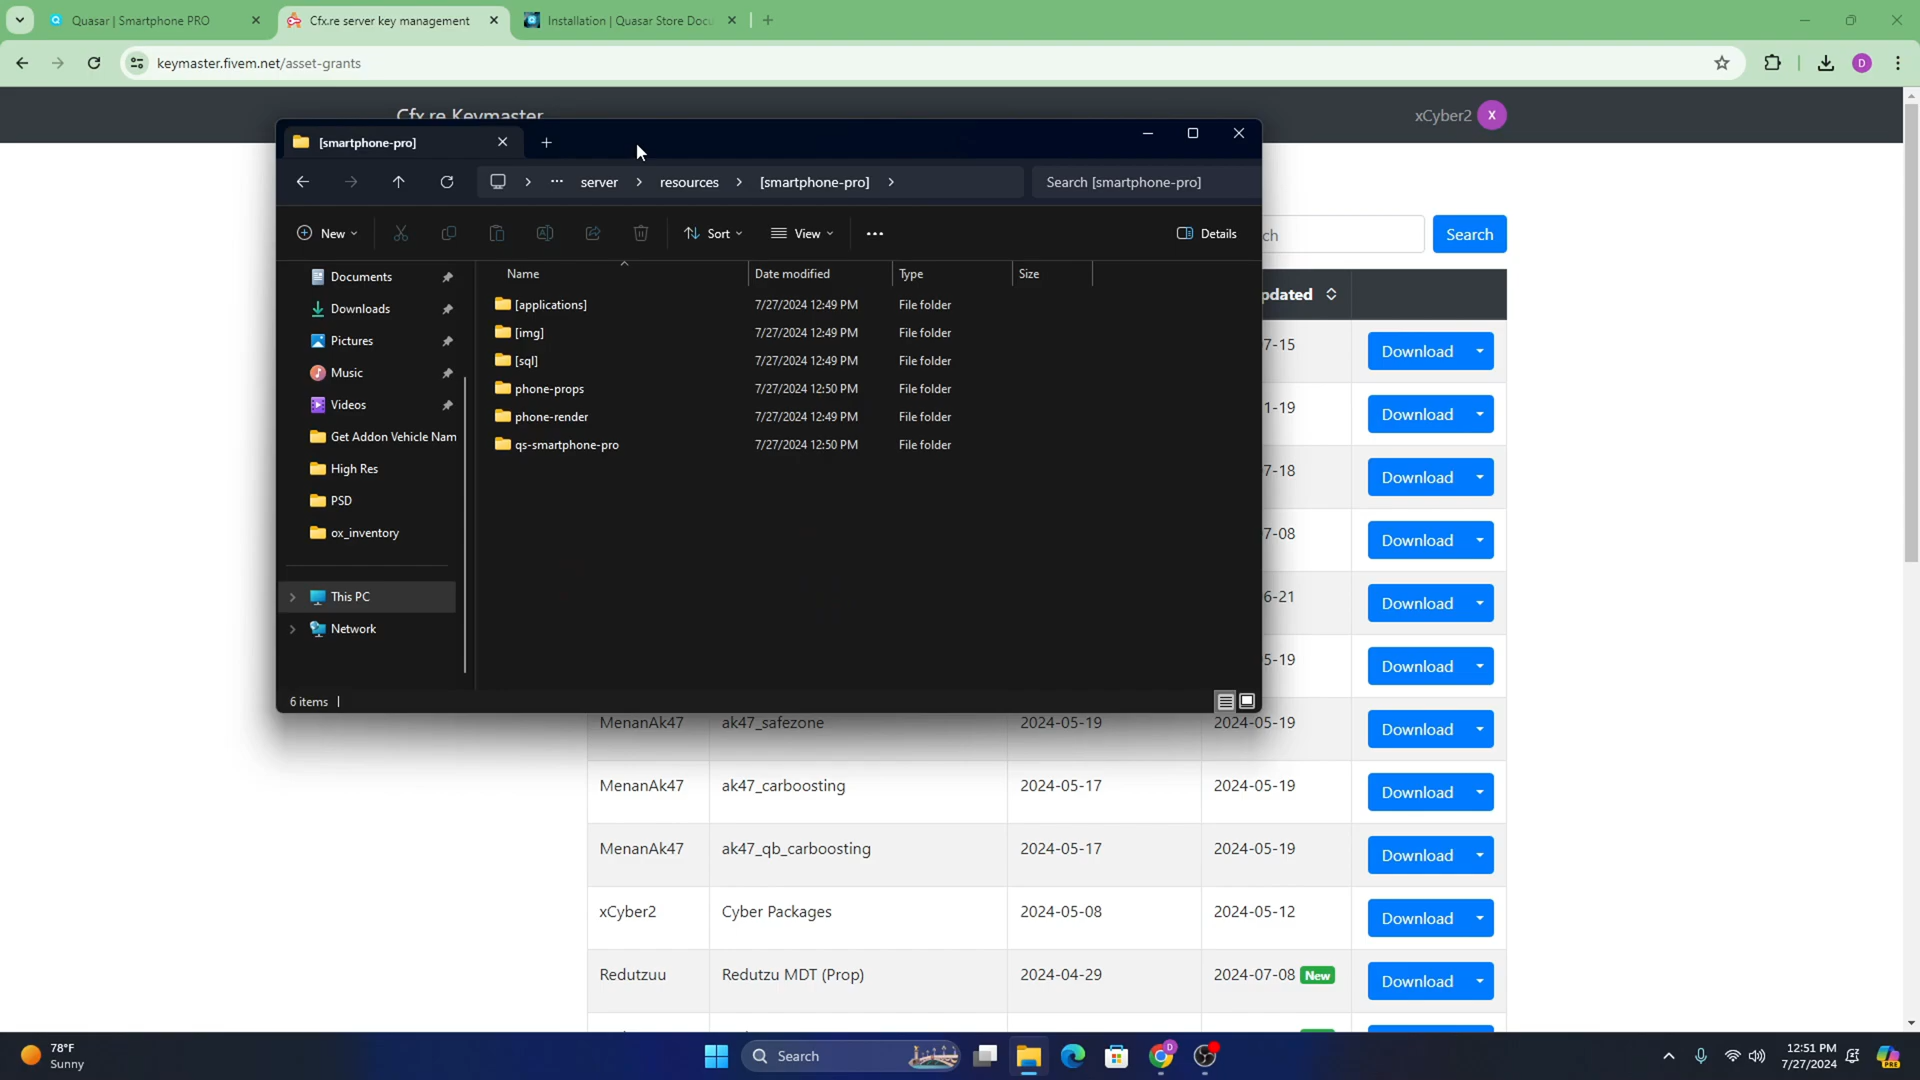 Quasar | Smartphone PRO
Cfx.re server key management
Installation | Quasar Store Docu
keymaster.fivem.net/asset-grants
D
Cfx.re Keymaster
xCyber2 X
[smartphone-pro]
server
resources
[smartphone-pro]
Search [smartphone-pro]
New
Sort
View
Details
Search
Name
Date modified
Type
Size
Documents
Downloads
Pictures
Music
Videos
Get Addon Vehicle Nam
High Res
PSD
ox_inventory
This PC
Network
[applications] 7/27/2024 12:49 PM File folder
[img] 7/27/2024 12:49 PM File folder
[sql] 7/27/2024 12:49 PM File folder
phone-props 7/27/2024 12:50 PM File folder
phone-render 7/27/2024 12:49 PM File folder
qs-smartphone-pro 7/27/2024 12:50 PM File folder
6 items
ch
pdated
7-15 Download
1-19 Download
7-18 Download
7-08 Download
6-21 Download
5-19 Download
MenanAk47 ak47_safezone 2024-05-19 2024-05-19 Download
MenanAk47 ak47_carboosting 2024-05-17 2024-05-19 Download
MenanAk47 ak47_qb_carboosting 2024-05-17 2024-05-19 Download
xCyber2 Cyber Packages 2024-05-08 2024-05-12 Download
Redutzuu Redutzu MDT (Prop) 2024-04-29 2024-07-08 New Download
78°F
Sunny
Search
D
12:51 PM
7/27/2024
PRE